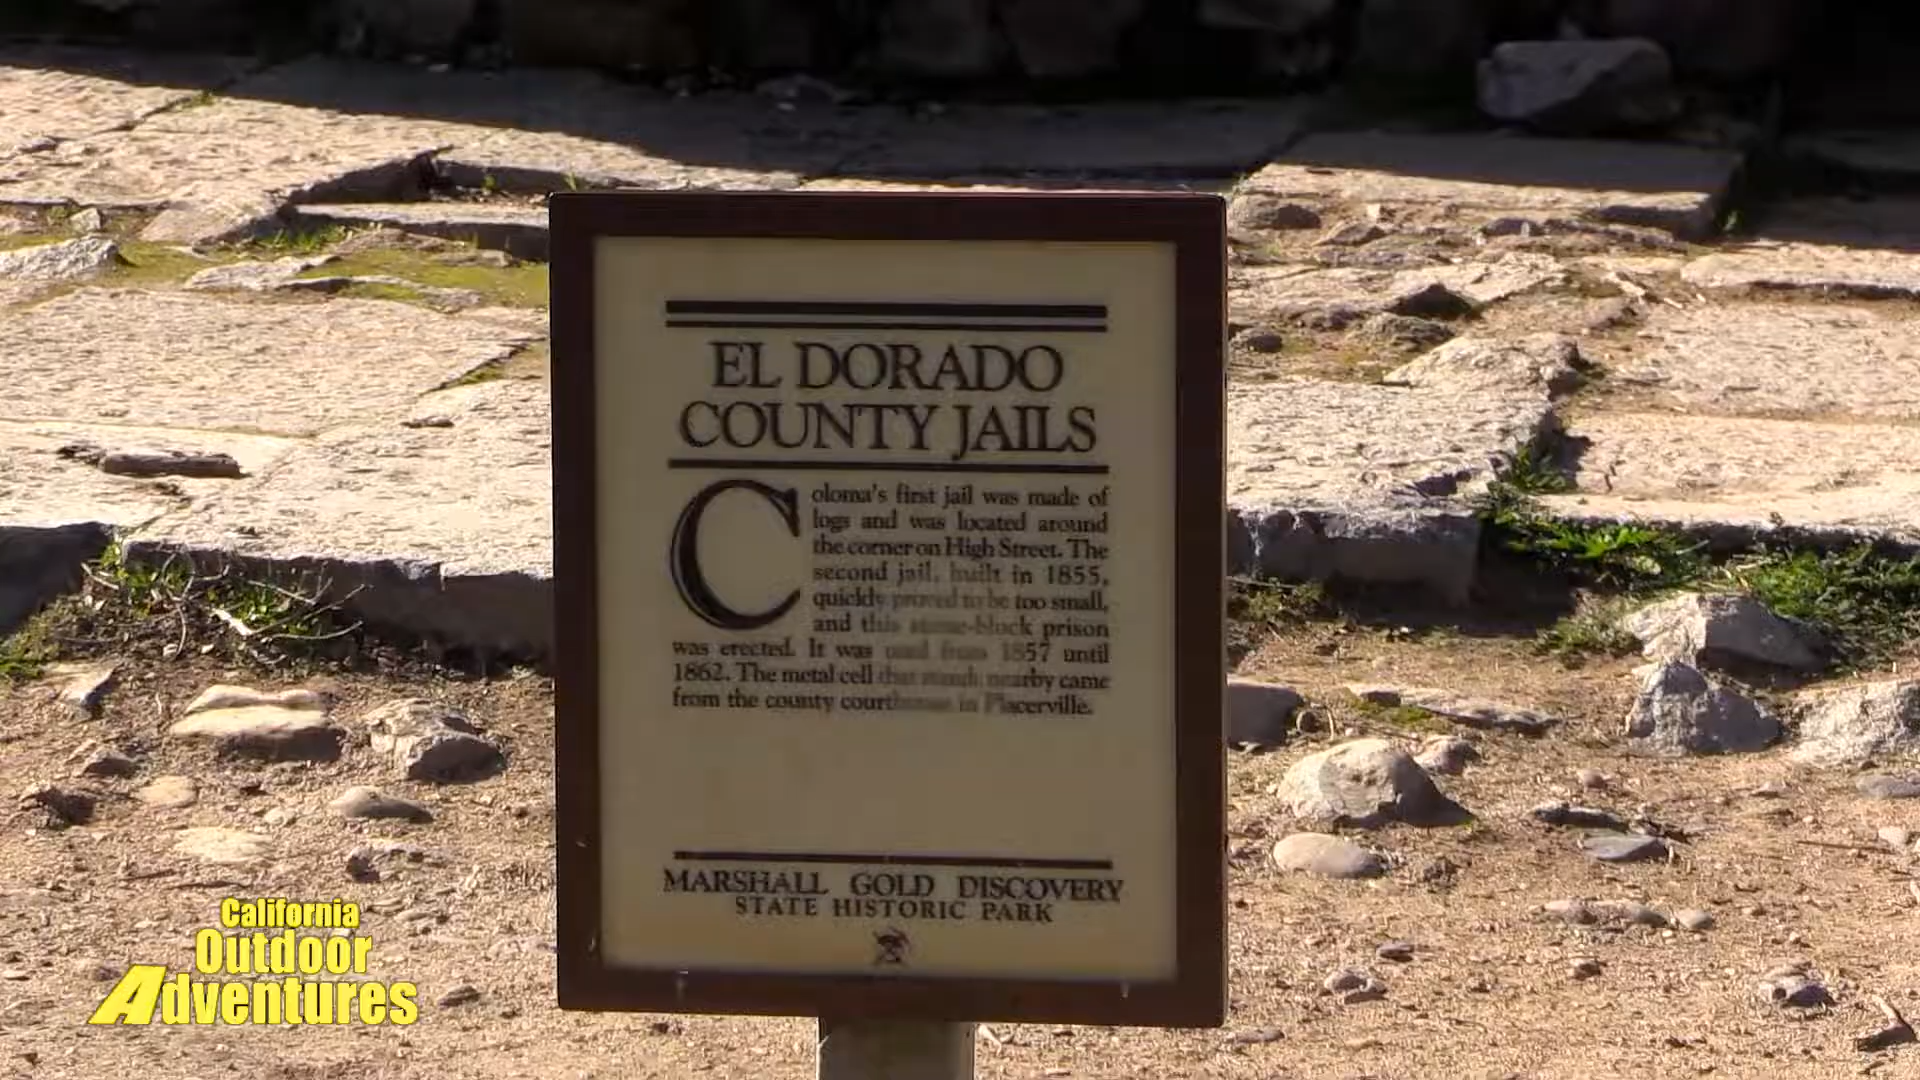 EL DORADO
COUNTY JAILS
Coloma's first jail was made of
logs and was located around
the corner on High Street. The
second jail, built in 1855,
quickly proved to be too small,
and this stone-block prison
was erected. It was used from 1857 until
1862. The metal cell that stands nearby came
from the county courthouse in Placerville.
MARSHALL GOLD DISCOVERY
STATE HISTORIC PARK
California
Outdoor
Adventures